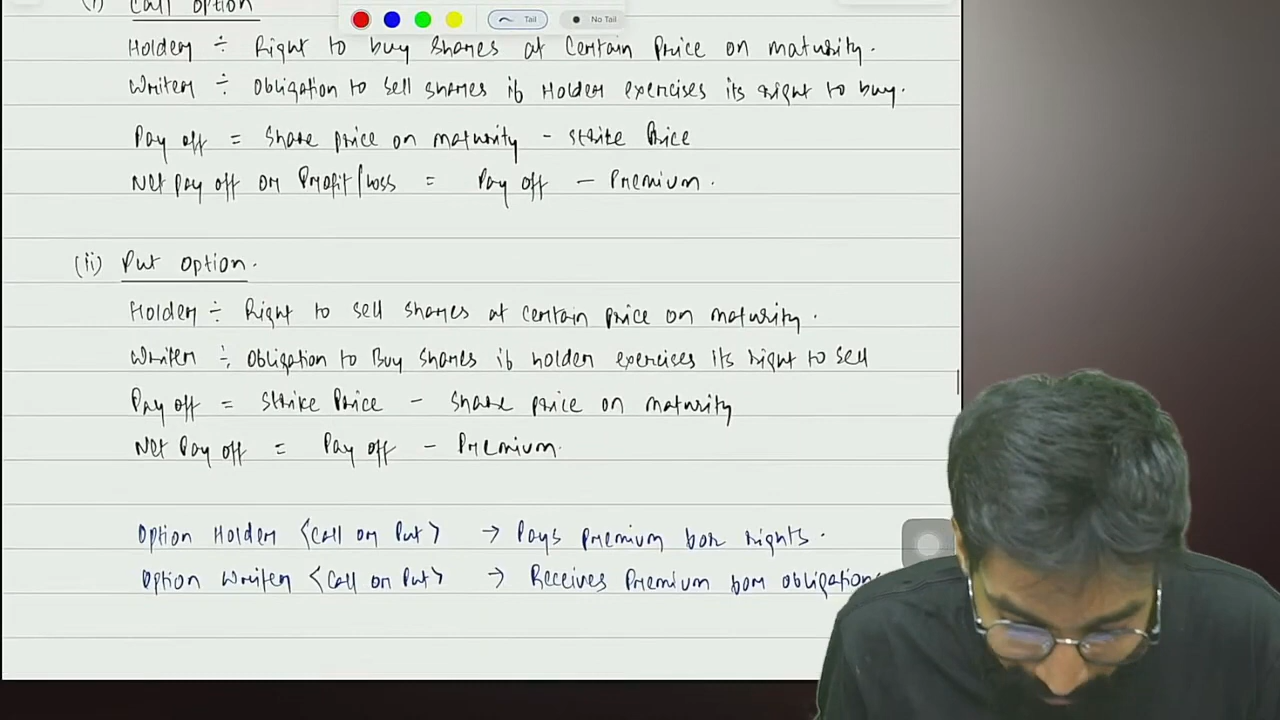 (i) Call Option
Tail
No Tail
Holder ÷ Right to buy shares at Certain Price on maturity.
Writer ÷ Obligation to sell shares if Holder exercises its right to buy.
Pay off = Share price on maturity - Strike Price
Net Pay off or Profit/Loss = Pay off - Premium.
(ii) Put Option.
Holder ÷ Right to sell shares at certain price on maturity.
Writer ÷ Obligation to Buy shares if holder exercises its right to sell
Pay off = Strike Price - Share price on maturity
Net Pay off = Pay off - Premium.
Option Holder <Call or Put> → Pays premium for rights.
Option Writer <Call or Put> → Receives Premium for obligation